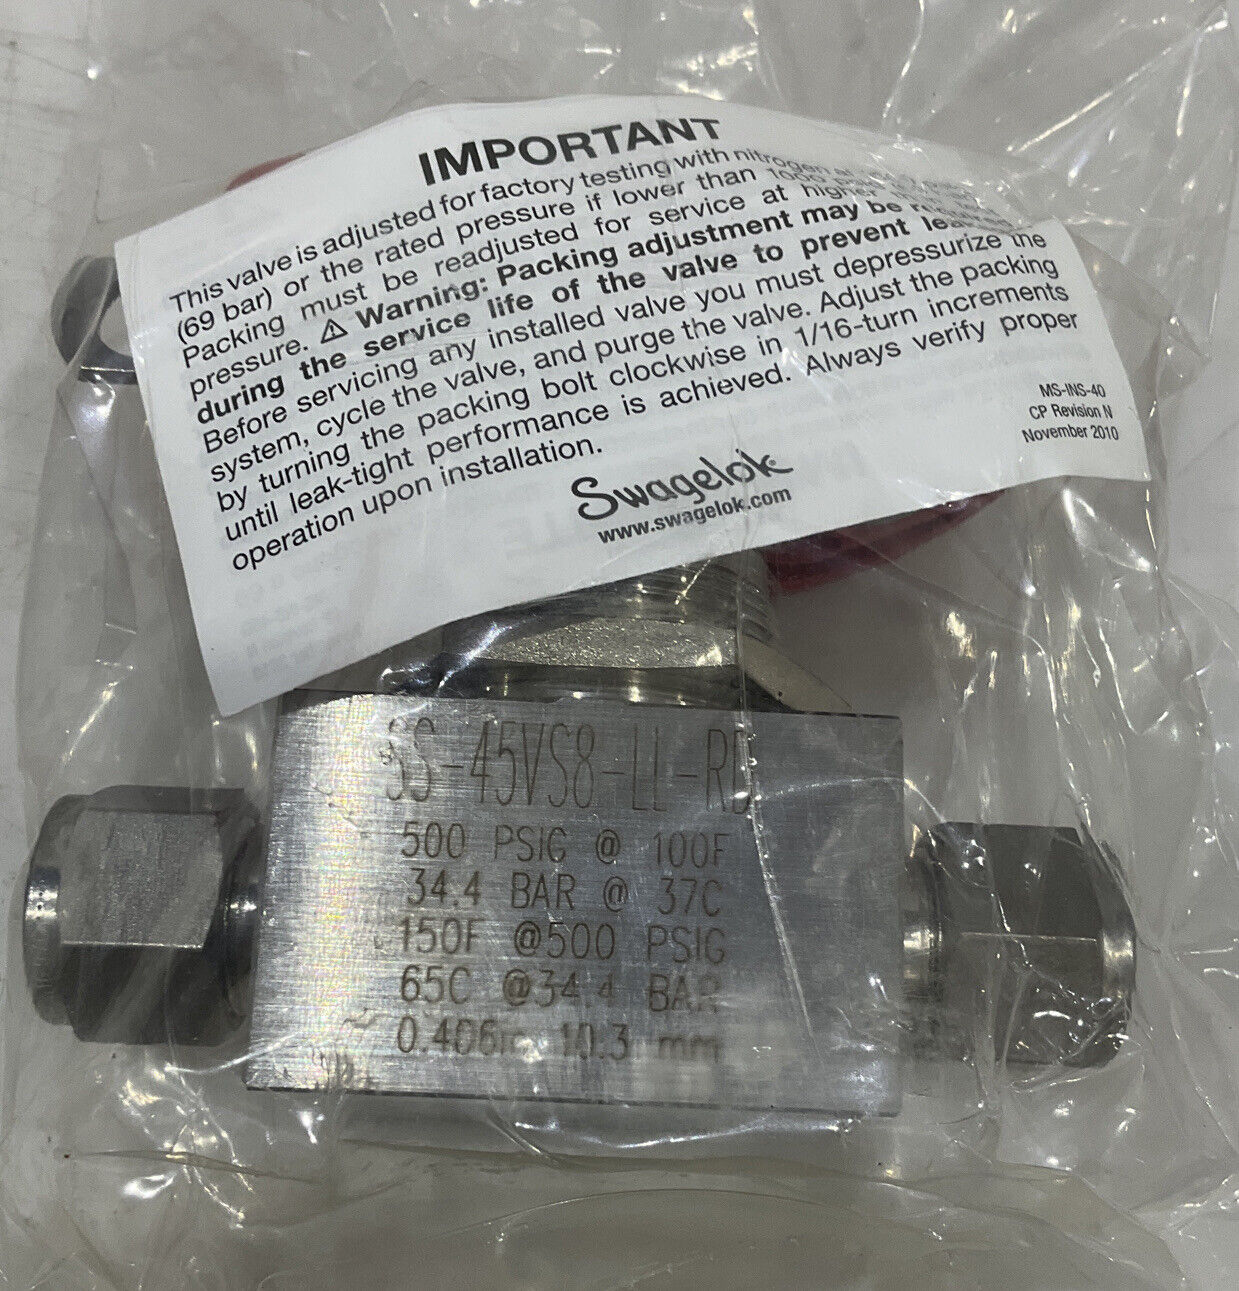 IMPORTANT
This valve is adjusted for factory testing with nitrogen at
(69 bar) or the rated pressure if lower than 1000
Packing must be readjusted for service at higher
pressure. ⚠ Warning: Packing adjustment may be
during the service life of the valve to prevent
Before servicing any installed valve you must depressurize the
system, cycle the valve, and purge the valve. Adjust the packing
by turning the packing bolt clockwise in 1/16-turn increments
until leak-tight performance is achieved. Always verify proper
operation upon installation.
MS-INS-40
CP Revision N
November 2010
Swagelok
www.swagelok.com
SS-45VS8-LL-RD
500 PSIG @ 100F
34.4 BAR @ 37C
150F @500 PSIG
65C @34.4 BAR
0.406in 10.3 mm